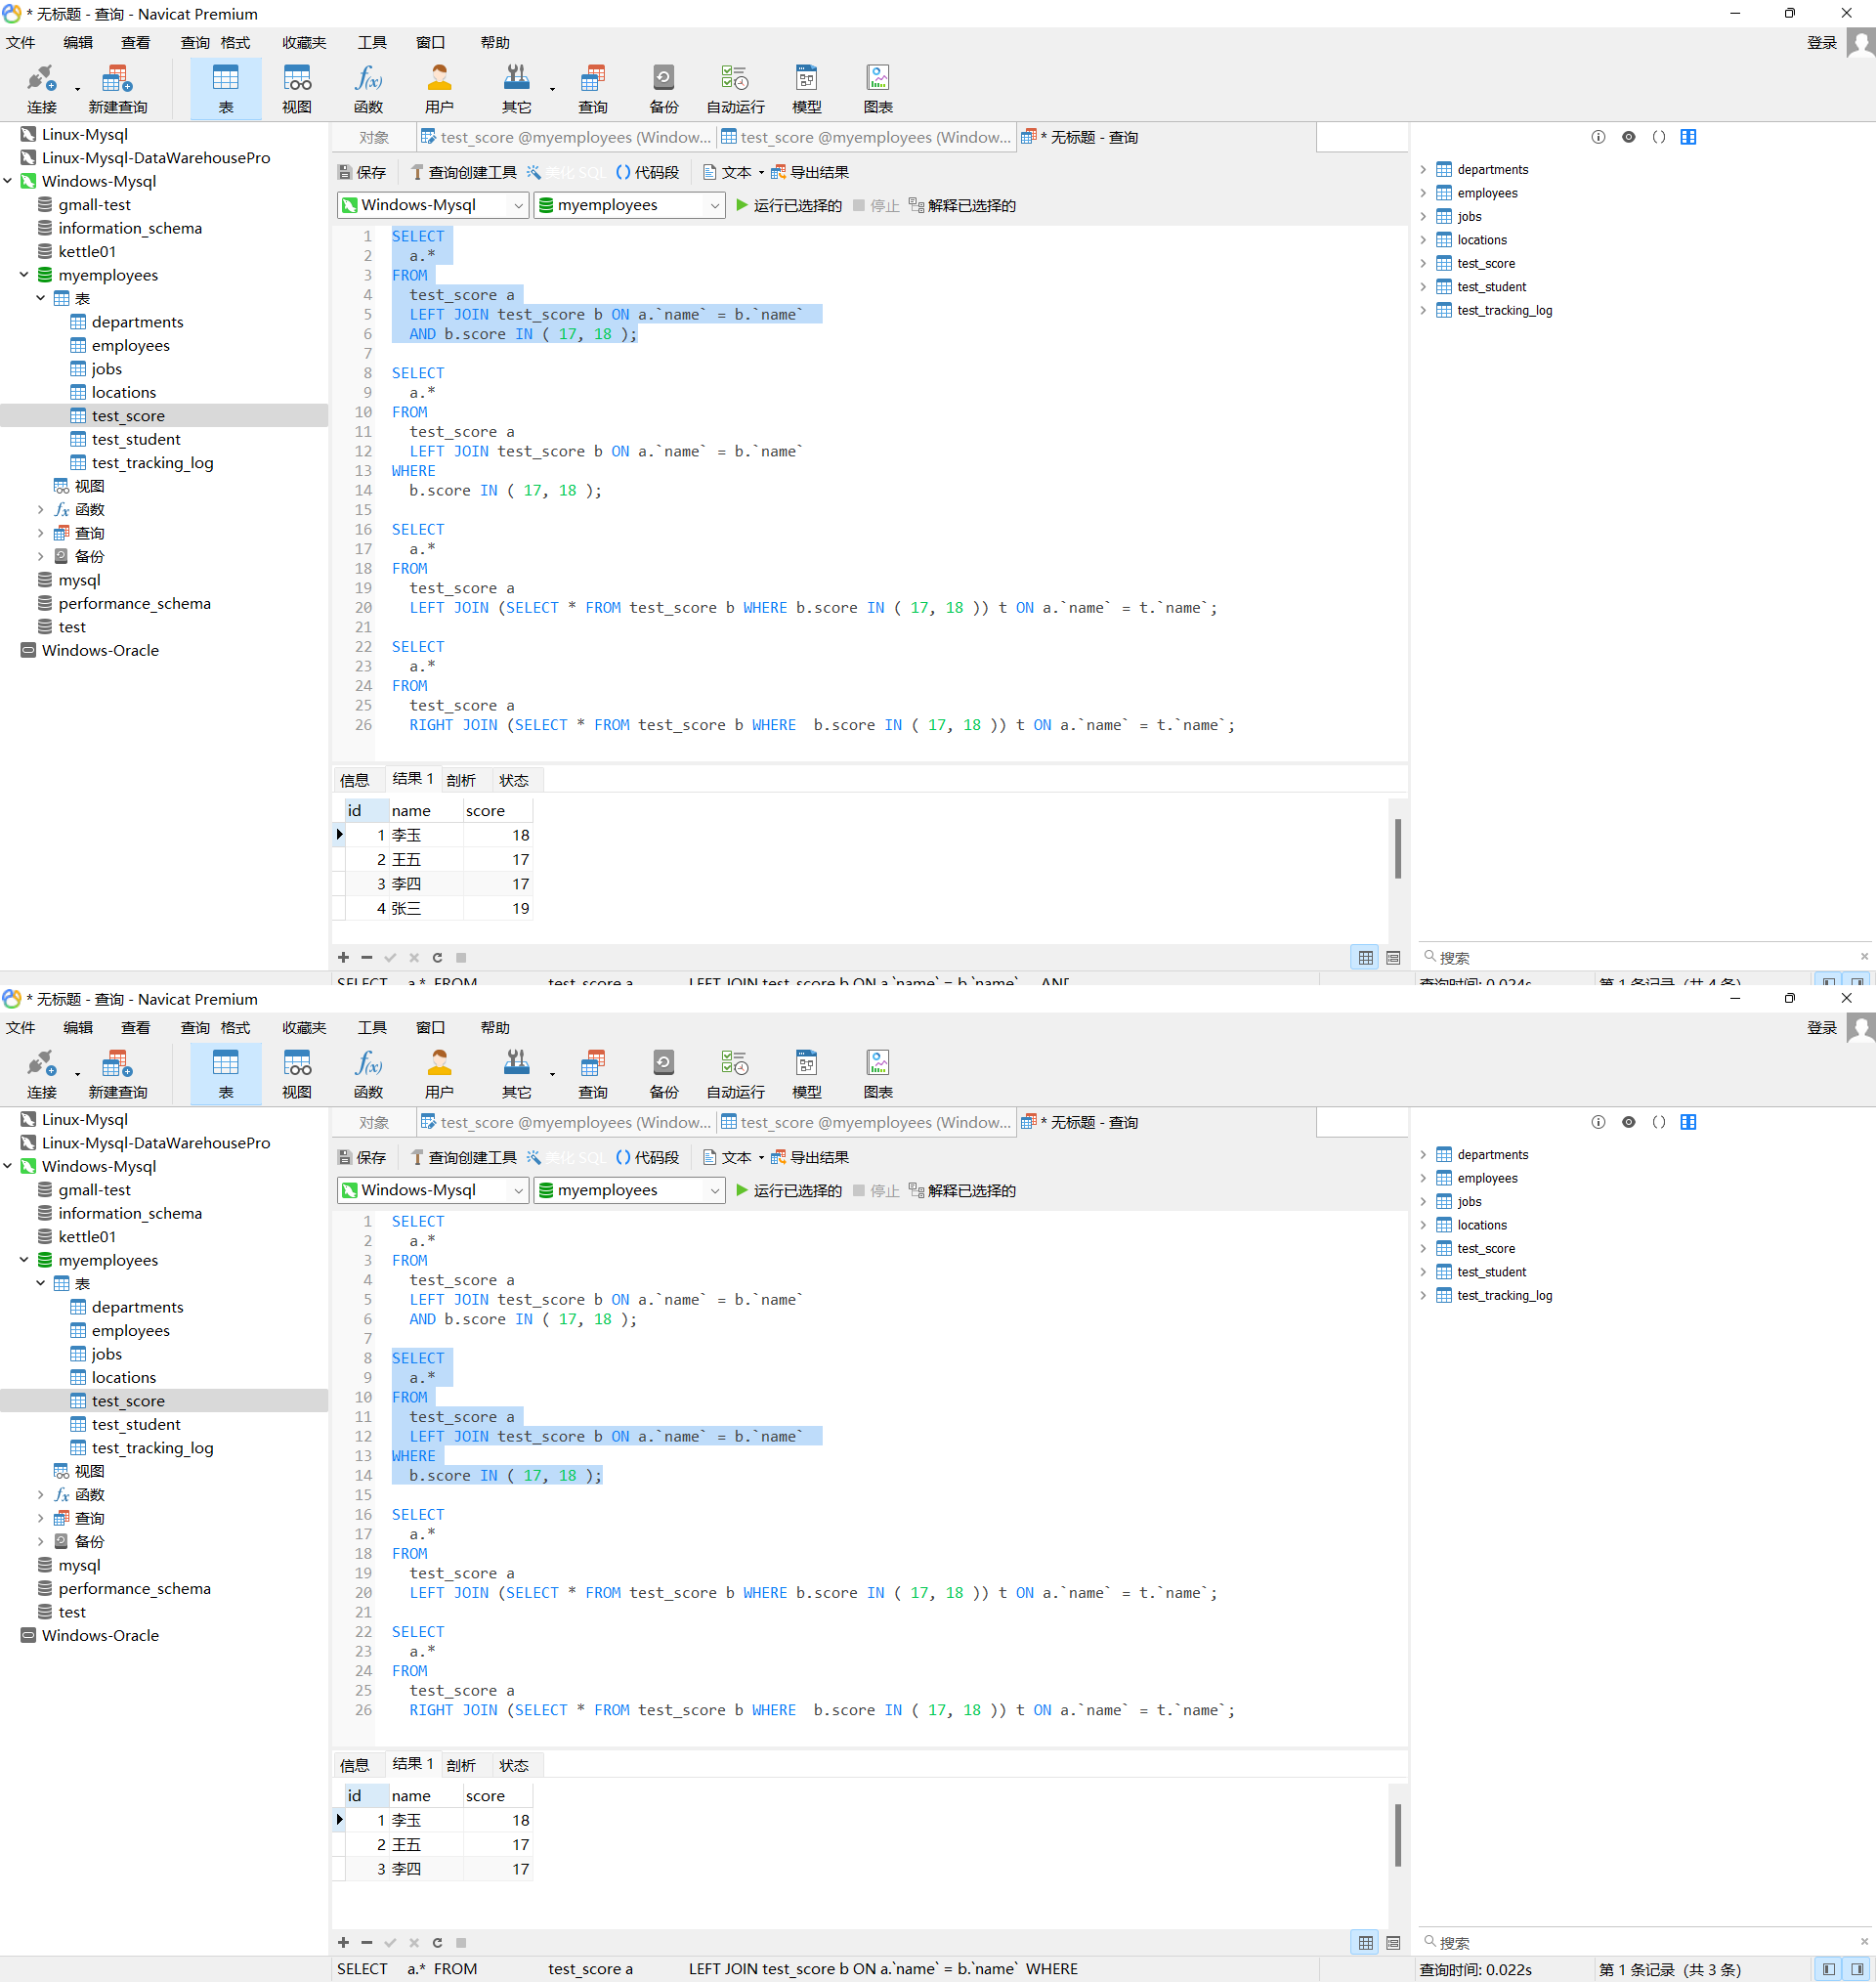 * 无标题 - 查询 - Navicat Premium
文件 编辑 查看 查询 格式 收藏夹 工具 窗口 帮助 登录
连接 新建查询 表 视图 函数 用户 其它 查询 备份 自动运行 模型 图表
Linux-Mysql
Linux-Mysql-DataWarehousePro
Windows-Mysql
gmall-test
information_schema
kettle01
myemployees
表
departments
employees
jobs
locations
test_score
test_student
test_tracking_log
视图
函数
查询
备份
mysql
performance_schema
test
Windows-Oracle
对象 test_score @myemployees (Window... test_score @myemployees (Window... * 无标题 - 查询
保存 查询创建工具 美化 SQL () 代码段 文本 导出结果
Windows-Mysql myemployees 运行已选择的 停止 解释已选择的
1 SELECT
2 a.*
3 FROM
4 test_score a
5 LEFT JOIN test_score b ON a.`name` = b.`name`
6 AND b.score IN ( 17, 18 );
7
8 SELECT
9 a.*
10 FROM
11 test_score a
12 LEFT JOIN test_score b ON a.`name` = b.`name`
13 WHERE
14 b.score IN ( 17, 18 );
15
16 SELECT
17 a.*
18 FROM
19 test_score a
20 LEFT JOIN (SELECT * FROM test_score b WHERE b.score IN ( 17, 18 )) t ON a.`name` = t.`name`;
21
22 SELECT
23 a.*
24 FROM
25 test_score a
26 RIGHT JOIN (SELECT * FROM test_score b WHERE  b.score IN ( 17, 18 )) t ON a.`name` = t.`name`;
信息 结果 1 剖析 状态
id name score
1 李玉 18
2 王五 17
3 李四 17
4 张三 19
departments
employees
jobs
locations
test_score
test_student
test_tracking_log
搜索
SELECT a.* FROM test_score a LEFT JOIN test_score b ON a.`name` = b.`name` AND 查询时间: 0.024s 第 1 条记录 (共 4 条)
* 无标题 - 查询 - Navicat Premium
文件 编辑 查看 查询 格式 收藏夹 工具 窗口 帮助 登录
连接 新建查询 表 视图 函数 用户 其它 查询 备份 自动运行 模型 图表
Linux-Mysql
Linux-Mysql-DataWarehousePro
Windows-Mysql
gmall-test
information_schema
kettle01
myemployees
表
departments
employees
jobs
locations
test_score
test_student
test_tracking_log
视图
函数
查询
备份
mysql
performance_schema
test
Windows-Oracle
对象 test_score @myemployees (Window... test_score @myemployees (Window... * 无标题 - 查询
保存 查询创建工具 美化 SQL () 代码段 文本 导出结果
Windows-Mysql myemployees 运行已选择的 停止 解释已选择的
1 SELECT
2 a.*
3 FROM
4 test_score a
5 LEFT JOIN test_score b ON a.`name` = b.`name`
6 AND b.score IN ( 17, 18 );
7
8 SELECT
9 a.*
10 FROM
11 test_score a
12 LEFT JOIN test_score b ON a.`name` = b.`name`
13 WHERE
14 b.score IN ( 17, 18 );
15
16 SELECT
17 a.*
18 FROM
19 test_score a
20 LEFT JOIN (SELECT * FROM test_score b WHERE b.score IN ( 17, 18 )) t ON a.`name` = t.`name`;
21
22 SELECT
23 a.*
24 FROM
25 test_score a
26 RIGHT JOIN (SELECT * FROM test_score b WHERE  b.score IN ( 17, 18 )) t ON a.`name` = t.`name`;
信息 结果 1 剖析 状态
id name score
1 李玉 18
2 王五 17
3 李四 17
departments
employees
jobs
locations
test_score
test_student
test_tracking_log
搜索
SELECT a.* FROM test_score a LEFT JOIN test_score b ON a.`name` = b.`name` WHERE 查询时间: 0.022s 第 1 条记录 (共 3 条)